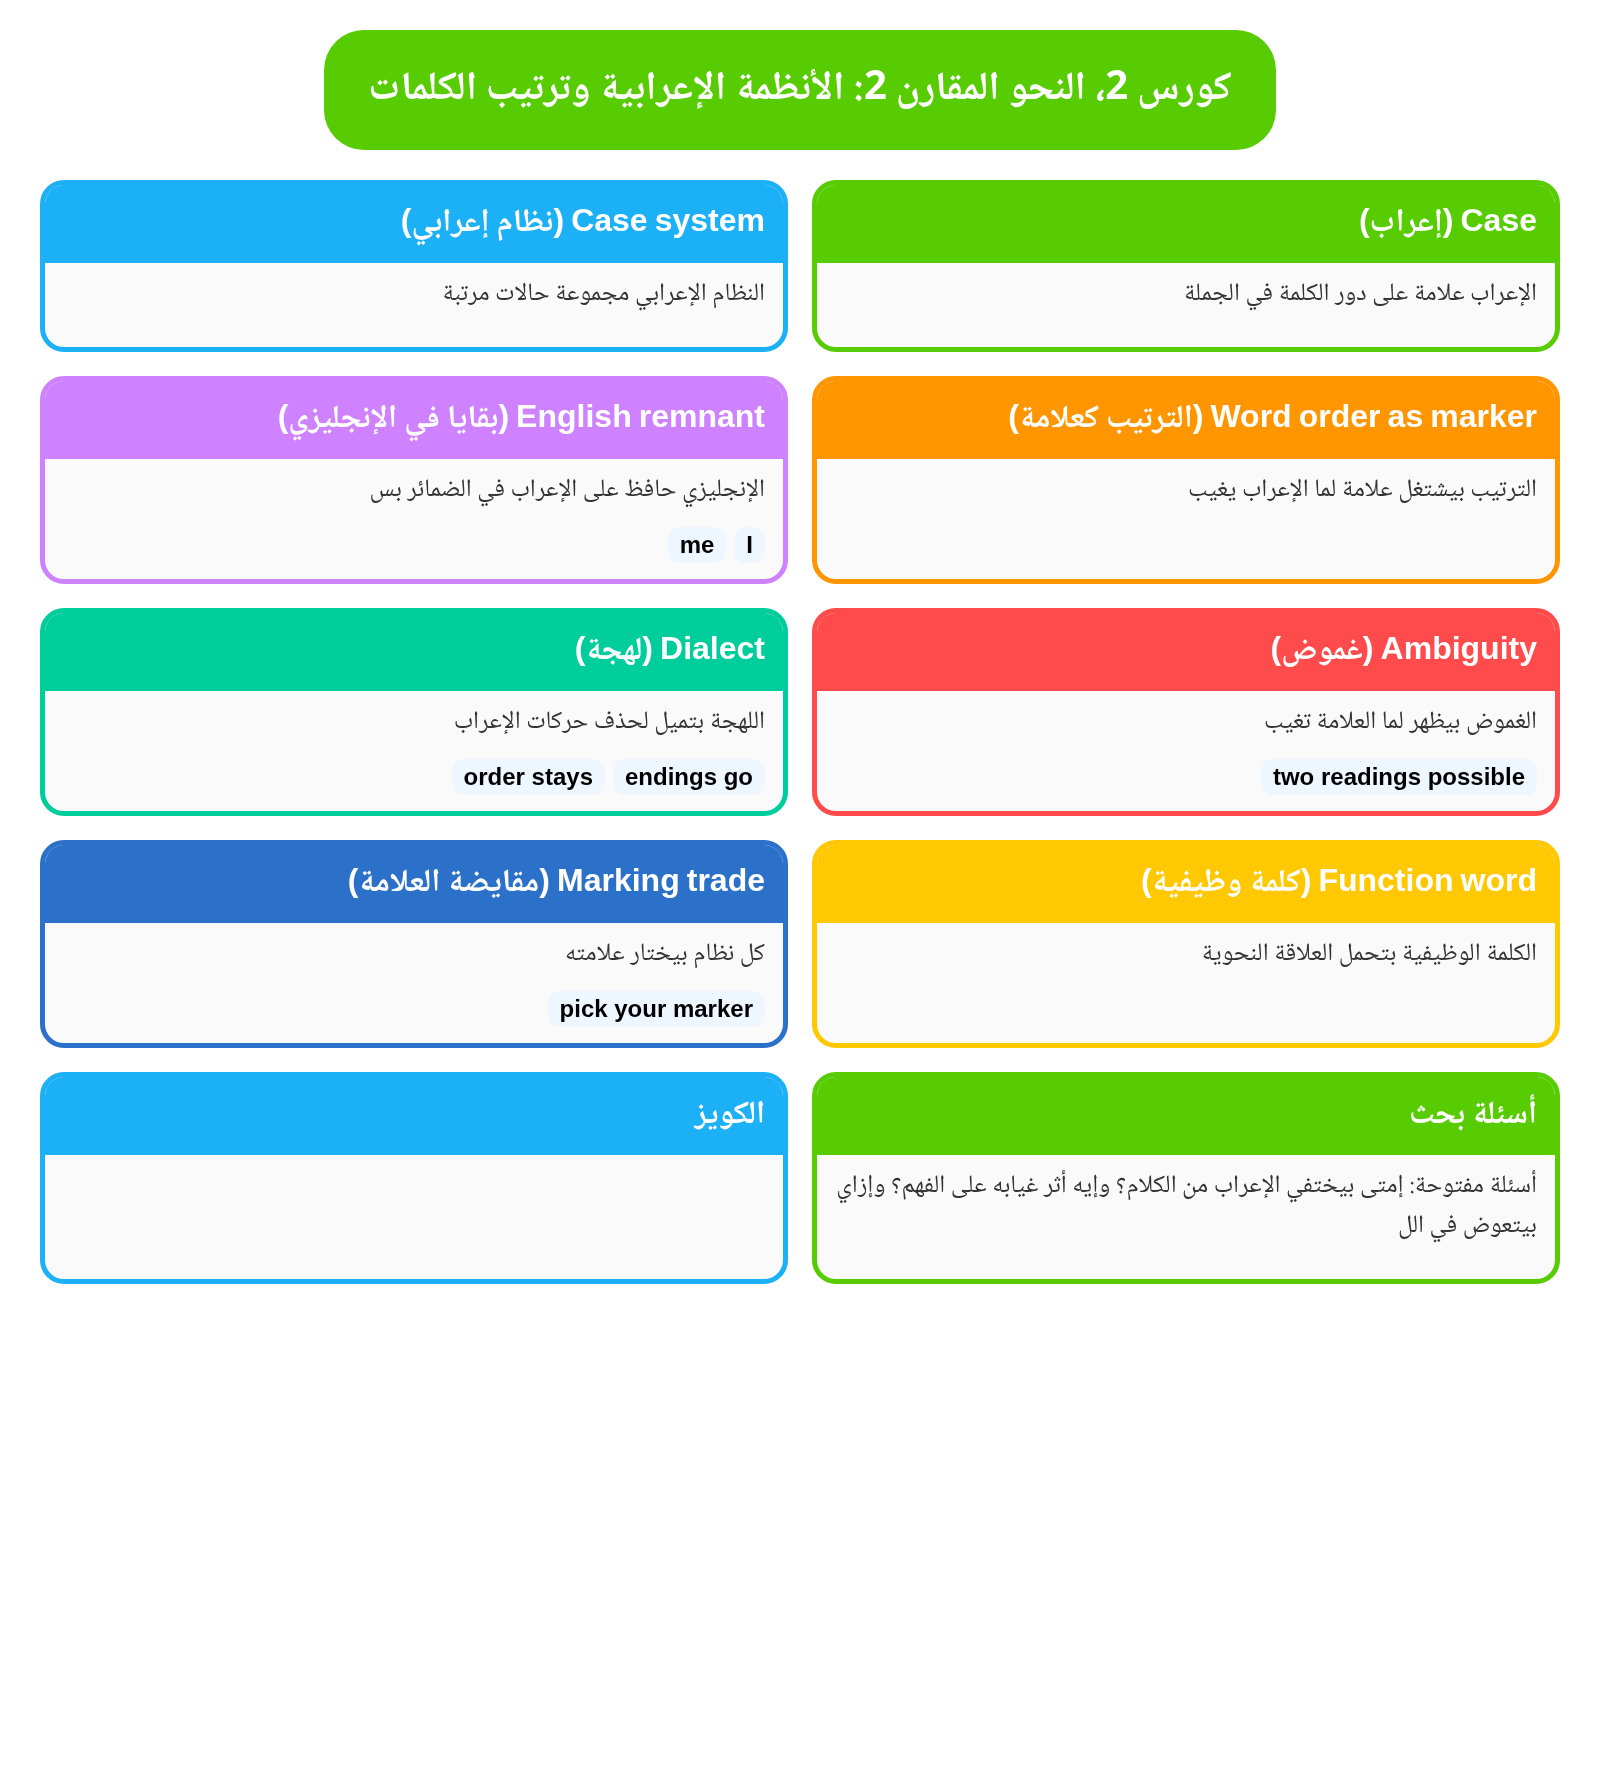 كورس 2، النحو المقارن 2: الأنظمة الإعرابية وترتيب الكلمات
Case (إعراب)
الإعراب علامة على دور الكلمة في الجملة
Case system (نظام إعرابي)
النظام الإعرابي مجموعة حالات مرتبة
Word order as marker (الترتيب كعلامة)
الترتيب بيشتغل علامة لما الإعراب يغيب
English remnant (بقايا في الإنجليزي)
الإنجليزي حافظ على الإعراب في الضمائر بس
I me
Ambiguity (غموض)
الغموض بيظهر لما العلامة تغيب
two readings possible
Dialect (لهجة)
اللهجة بتميل لحذف حركات الإعراب
endings go order stays
Function word (كلمة وظيفية)
الكلمة الوظيفية بتحمل العلاقة النحوية
Marking trade (مقايضة العلامة)
كل نظام بيختار علامته
pick your marker
أسئلة بحث
أسئلة مفتوحة: إمتى بيختفي الإعراب من الكلام؟ وإيه أثر غيابه على الفهم؟ وإزاي
بيتعوض في الل
الكويز